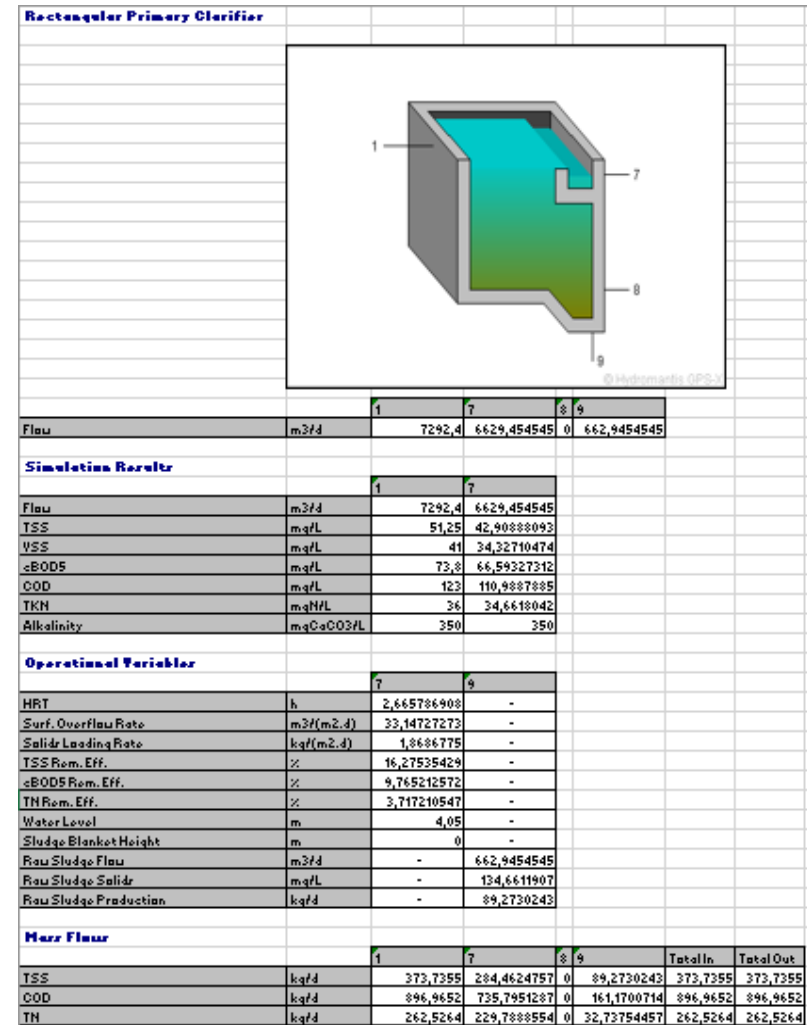 Rectangular Primary Clarifier
1
7
8
9
© Hydromantis GPS-X
1 7 8 9
Flow m3/d 7292,4 6629,454545 0 662,9454545
Simulation Results
1 7
Flow m3/d 7292,4 6629,454545
TSS mg/L 51,25 42,90888093
VSS mg/L 41 34,32710474
cBOD5 mg/L 73,8 66,59327312
COD mg/L 123 110,9887885
TKN mgN/L 36 34,6618042
Alkalinity mgCaCO3/L 350 350
Operational Variables
7 9
HRT h 2,665786908 -
Surf. Overflow Rate m3/(m2.d) 33,14727273 -
Solids Loading Rate kg/(m2.d) 1,8686775 -
TSS Rem. Eff. % 16,27535429 -
cBOD5 Rem. Eff. % 9,765212572 -
TN Rem. Eff. % 3,717210547 -
Water Level m 4,05 -
Sludge Blanket Height m 0 -
Raw Sludge Flow m3/d - 662,9454545
Raw Sludge Solids mg/L - 134,6611907
Raw Sludge Production kg/d - 89,2730243
Mass Flows
1 7 8 9 Total In Total Out
TSS kg/d 373,7355 284,4624757 0 89,2730243 373,7355 373,7355
COD kg/d 896,9652 735,7951287 0 161,1700714 896,9652 896,9652
TN kg/d 262,5264 229,7888554 0 32,73754457 262,5264 262,5264